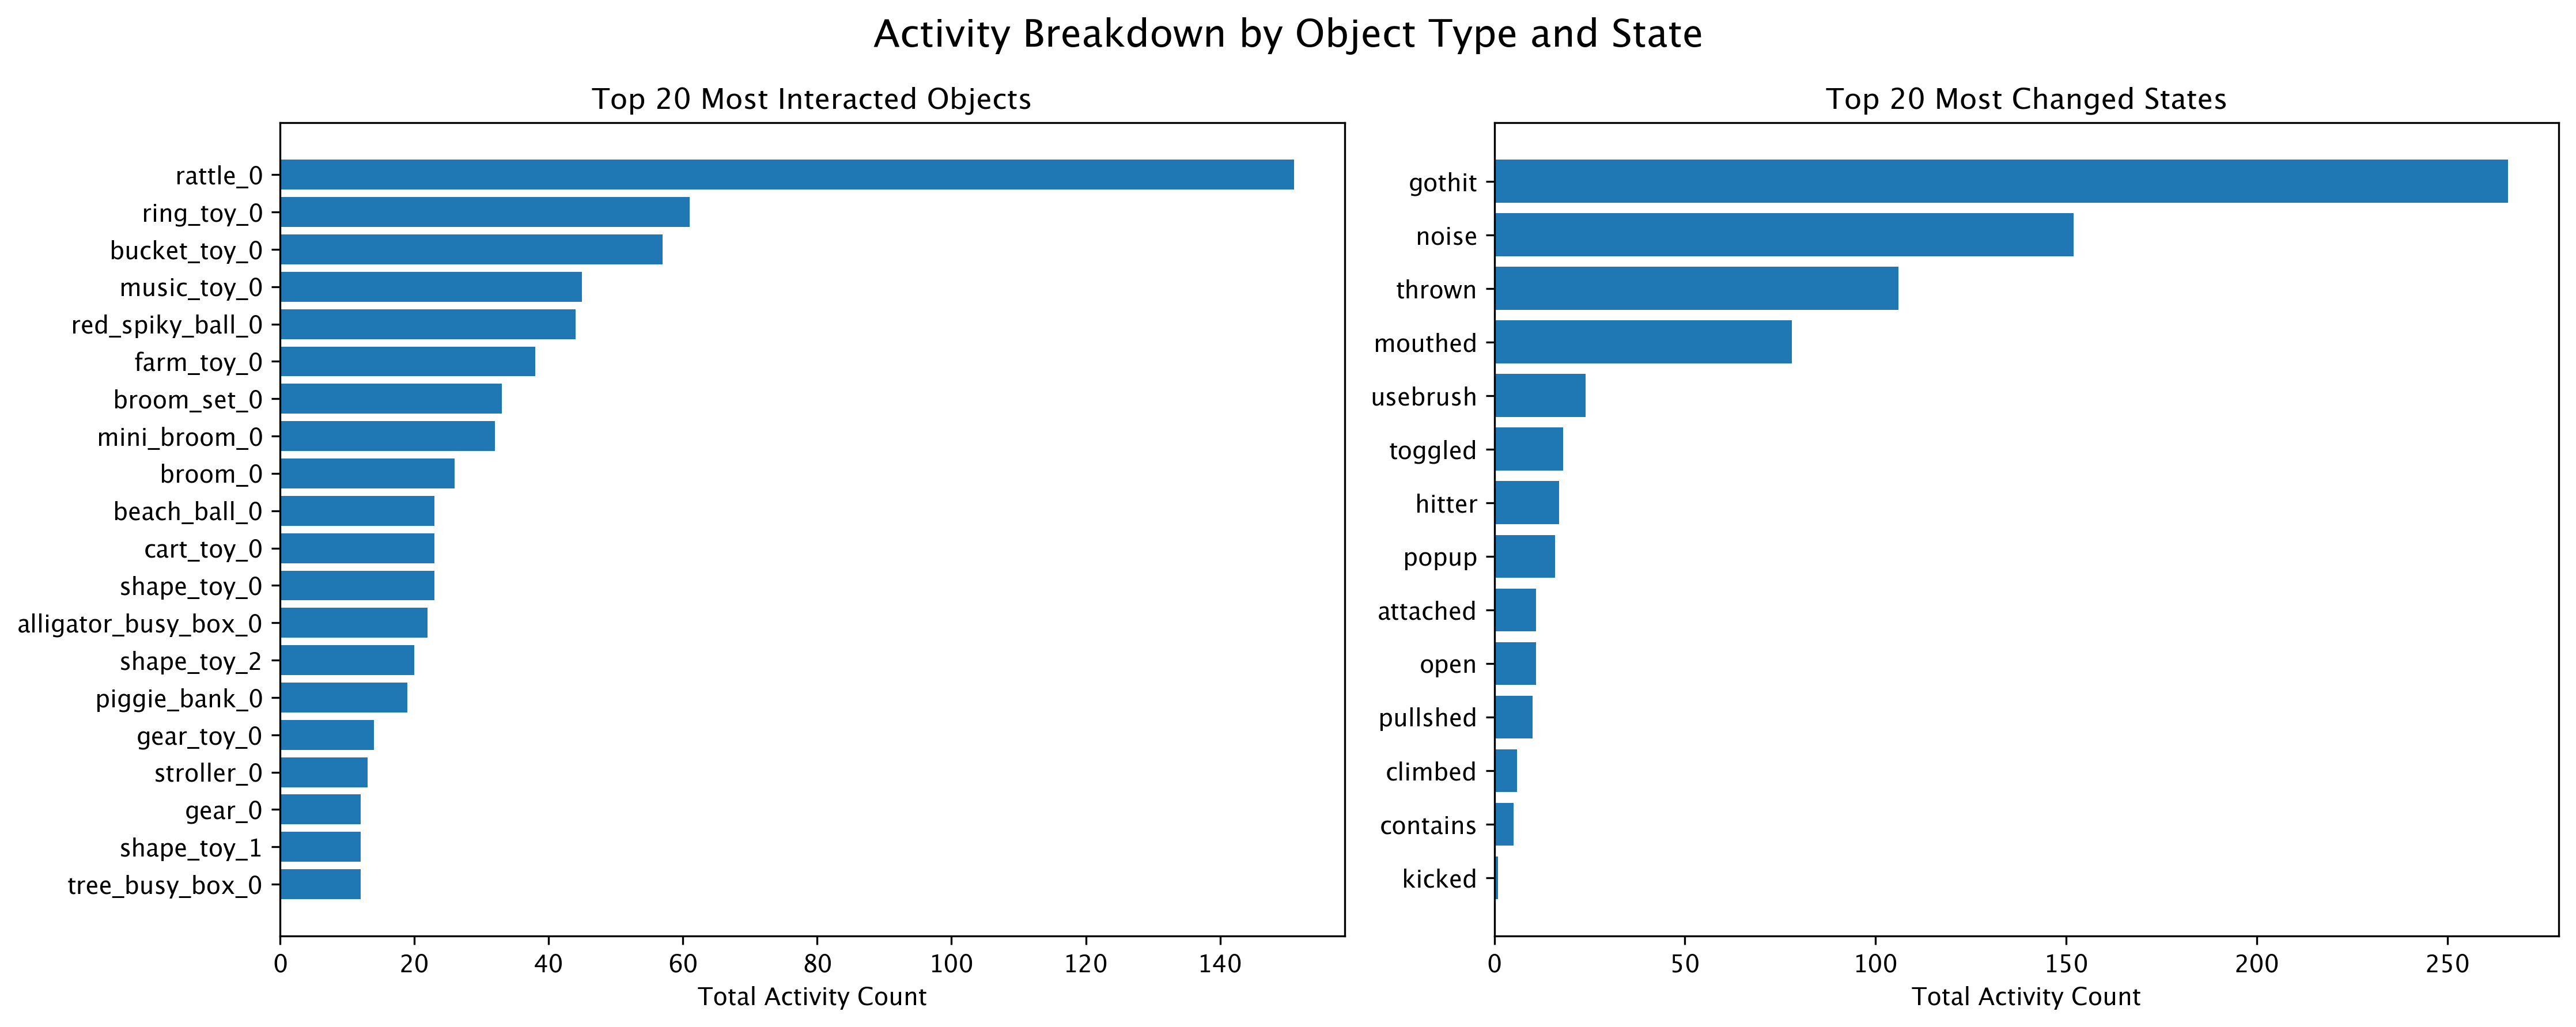 Activity Breakdown by Object Type and State
Top 20 Most Interacted Objects
rattle_0
ring_toy_0
bucket_toy_0
music_toy_0
red_spiky_ball_0
farm_toy_0
broom_set_0
mini_broom_0
broom_0
beach_ball_0
cart_toy_0
shape_toy_0
alligator_busy_box_0
shape_toy_2
piggie_bank_0
gear_toy_0
stroller_0
gear_0
shape_toy_1
tree_busy_box_0
0 20 40 60 80 100 120 140
Total Activity Count
Top 20 Most Changed States
gothit
noise
thrown
mouthed
usebrush
toggled
hitter
popup
attached
open
pullshed
climbed
contains
kicked
0 50 100 150 200 250
Total Activity Count